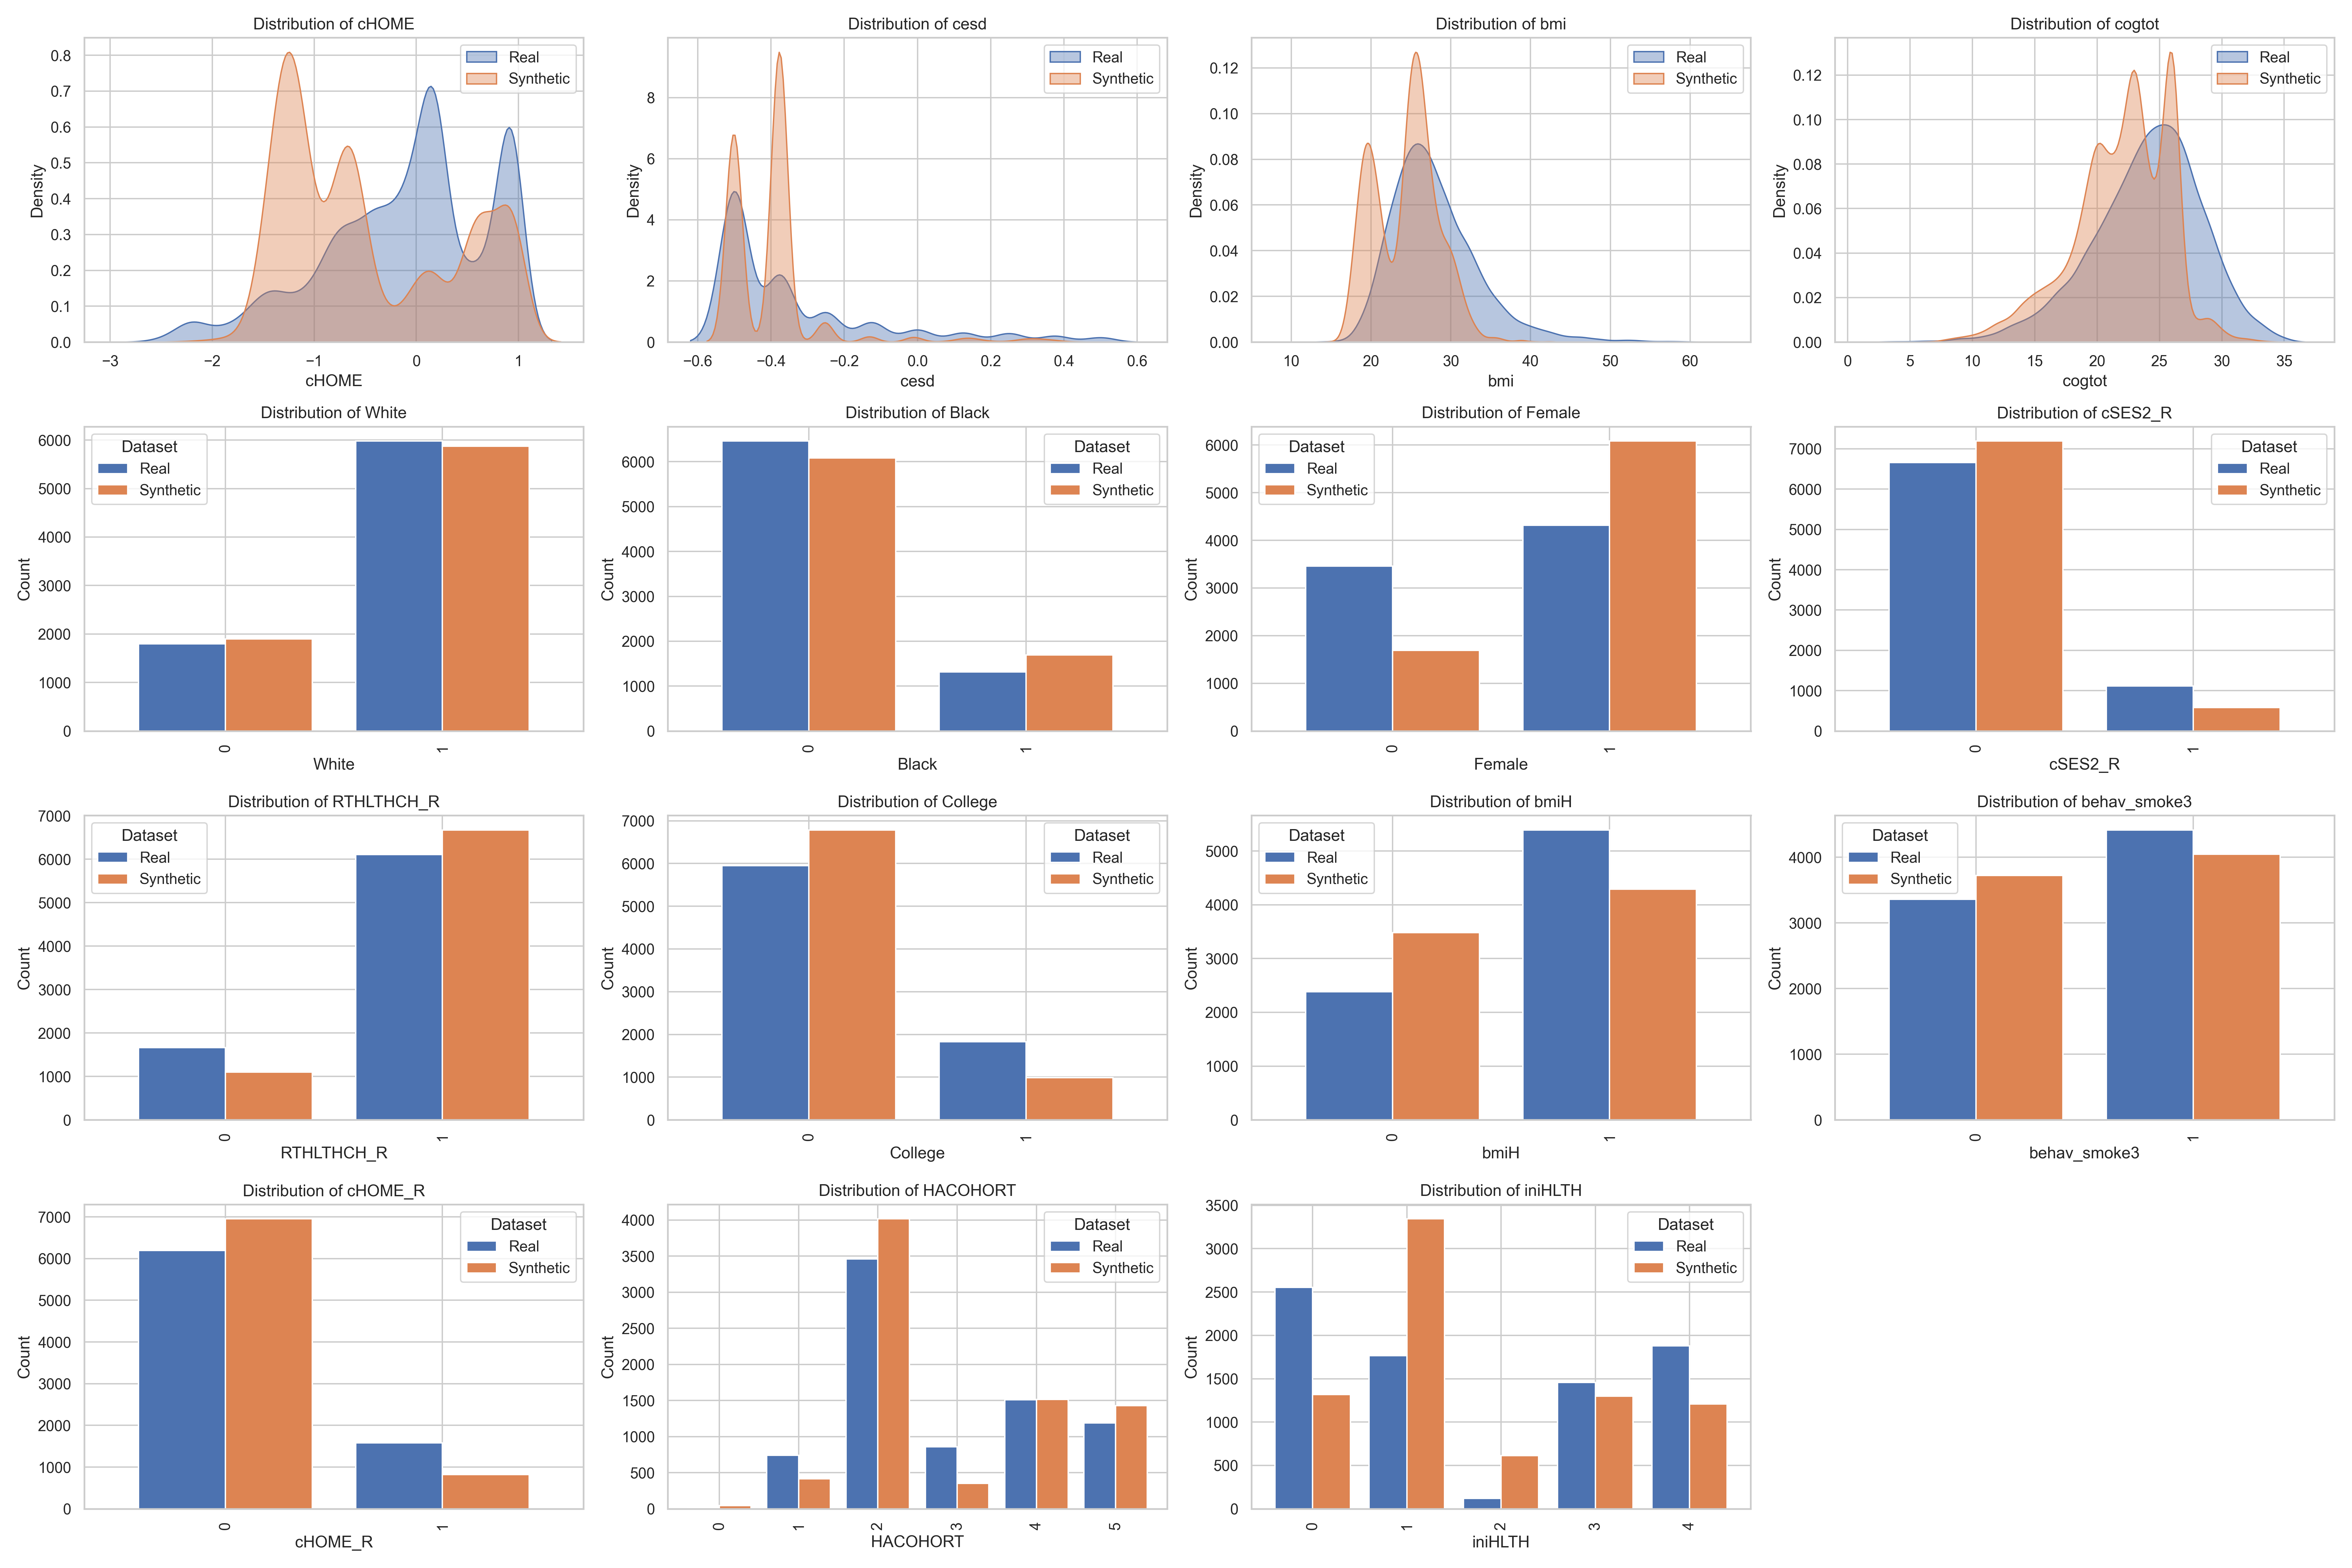 Distribution of cHOME
Real
Synthetic
0.8
0.7
0.6
0.5
0.4
0.3
0.2
0.1
0.0
Density
−3
−2
−1
0
1
cHOME
Distribution of cesd
Real
Synthetic
8
6
4
2
0
Density
−0.6
−0.4
−0.2
0.0
0.2
0.4
0.6
cesd
Distribution of bmi
Real
Synthetic
0.12
0.10
0.08
0.06
0.04
0.02
0.00
Density
10
20
30
40
50
60
bmi
Distribution of cogtot
Real
Synthetic
0.12
0.10
0.08
0.06
0.04
0.02
0.00
Density
0
5
10
15
20
25
30
35
cogtot
Distribution of White
Dataset
Real
Synthetic
6000
5000
4000
3000
2000
1000
0
Count
0
1
White
Distribution of Black
Dataset
Real
Synthetic
6000
5000
4000
3000
2000
1000
0
Count
0
1
Black
Distribution of Female
Dataset
Real
Synthetic
6000
5000
4000
3000
2000
1000
0
Count
0
1
Female
Distribution of cSES2_R
Dataset
Real
Synthetic
7000
6000
5000
4000
3000
2000
1000
0
Count
0
1
cSES2_R
Distribution of RTHLTHCH_R
Dataset
Real
Synthetic
7000
6000
5000
4000
3000
2000
1000
0
Count
0
1
RTHLTHCH_R
Distribution of College
Dataset
Real
Synthetic
7000
6000
5000
4000
3000
2000
1000
0
Count
0
1
College
Distribution of bmiH
Dataset
Real
Synthetic
5000
4000
3000
2000
1000
0
Count
0
1
bmiH
Distribution of behav_smoke3
Dataset
Real
Synthetic
4000
3000
2000
1000
0
Count
0
1
behav_smoke3
Distribution of cHOME_R
Dataset
Real
Synthetic
7000
6000
5000
4000
3000
2000
1000
0
Count
0
1
cHOME_R
Distribution of HACOHORT
Dataset
Real
Synthetic
4000
3500
3000
2500
2000
1500
1000
500
0
Count
0
1
2
3
4
5
HACOHORT
Distribution of iniHLTH
Dataset
Real
Synthetic
3500
3000
2500
2000
1500
1000
500
0
Count
0
1
2
3
4
iniHLTH